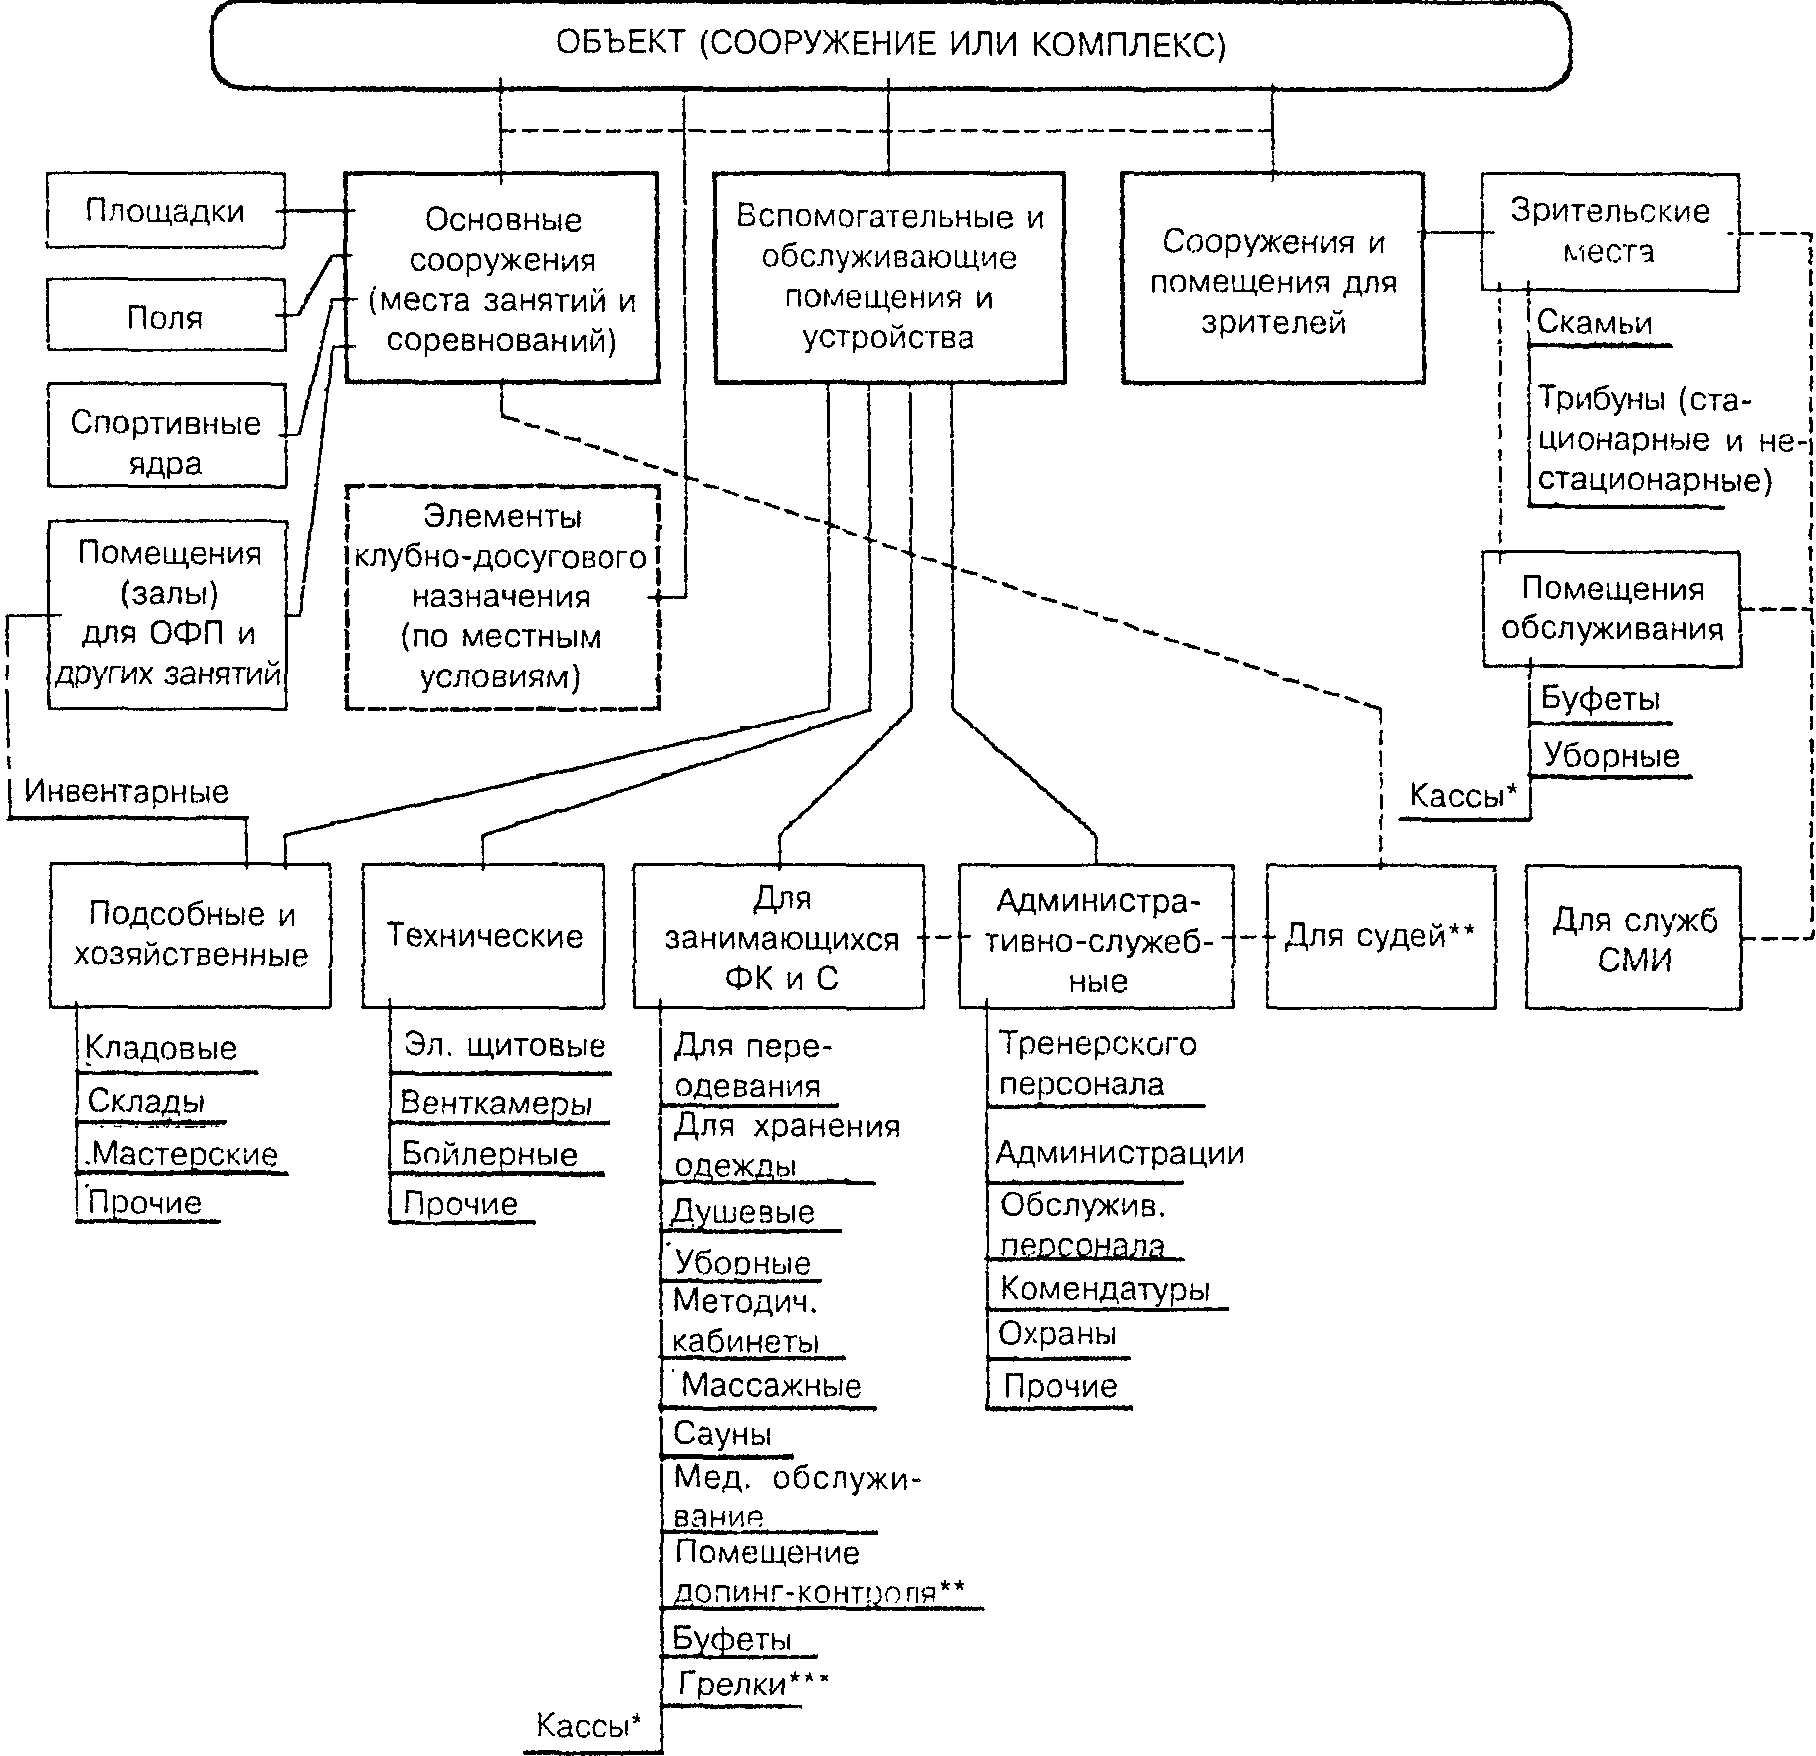 ОБЪЕКТ (СООРУЖЕНИЕ ИЛИ КОМПЛЕКС)
Площадки
Поля
Спортивные
ядра
Помещения
(залы)
для ОФП и
других занятий
Основные
сооружения
(места занятий и
соревнований)
Элементы
клубно-досугового
назначения
(по местным
условиям)
Вспомогательные и
обслуживающие
помещения и
устройства
Сооружения и
помещения для
зрителей
Зрительские
места
Скамьи
Трибуны (ста-
ционарные и не-
стационарные)
Помещения
обслуживания
Буфеты
Уборные
Кассы*
Инвентарные
Подсобные и
хозяйственные
Кладовые
Склады
Мастерские
Прочие
Технические
Эл. щитовые
Венткамеры
Бойлерные
Прочие
Для
занимающихся
ФК и С
Для пере-
одевания
Для хранения
одежды
Душевые
Уборные
Методич.
кабинеты
Массажные
Сауны
Мед. обслужи-
вание
Помещение
допинг-контроля**
Буфеты
Грелки***
Кассы*
Администра-
тивно-служеб-
ные
Тренерского
персонала
Администрации
Обслужив.
персонала
Комендатуры
Охраны
Прочие
Для судей**
Для служб
СМИ